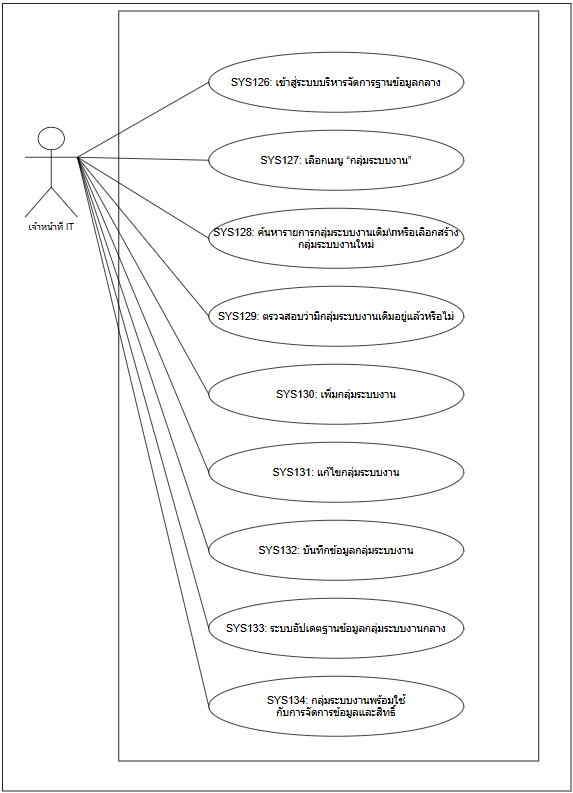 SYS126: เข้าสู่ระบบบริหารจัดการฐานข้อมูลกลาง
SYS127: เลือกเมนู “กลุ่มระบบงาน”
เจ้าหน้าที่ IT
SYS128: ค้นหารายการกลุ่มระบบงานเดิม\nหรือเลือกสร้าง
กลุ่มระบบงานใหม่
SYS129: ตรวจสอบว่ามีกลุ่มระบบงานเดิมอยู่แล้วหรือไม่
SYS130: เพิ่มกลุ่มระบบงาน
SYS131: แก้ไขกลุ่มระบบงาน
SYS132: บันทึกข้อมูลกลุ่มระบบงาน
SYS133: ระบบอัปเดตฐานข้อมูลกลุ่มระบบงานกลาง
SYS134: กลุ่มระบบงานพร้อมใช้
กับการจัดการข้อมูลและสิทธิ์